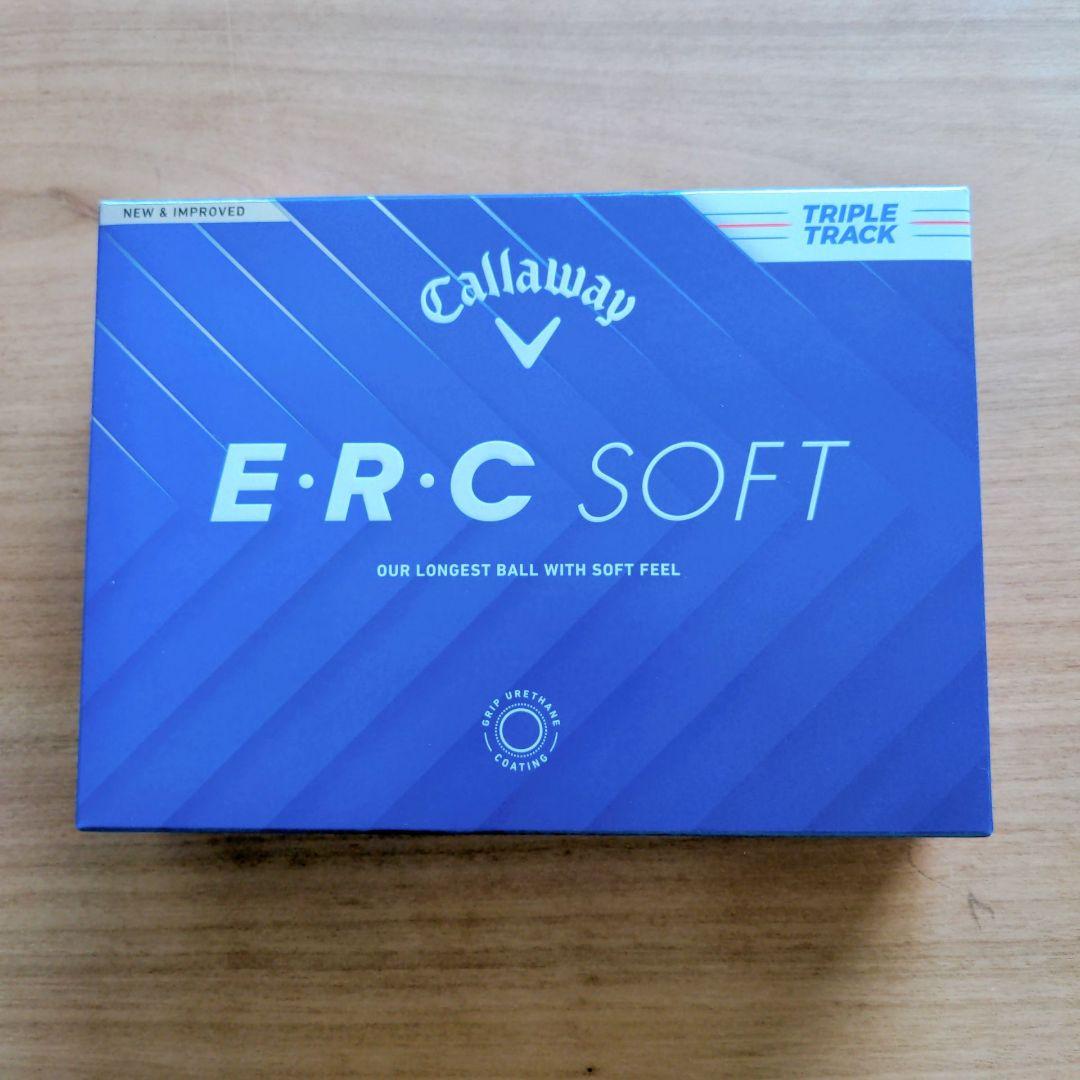 NEW & IMPROVED
TRIPLE
TRACK
Callaway
E·R·C SOFT
OUR LONGEST BALL WITH SOFT FEEL
GRIP URETHANE
COATING